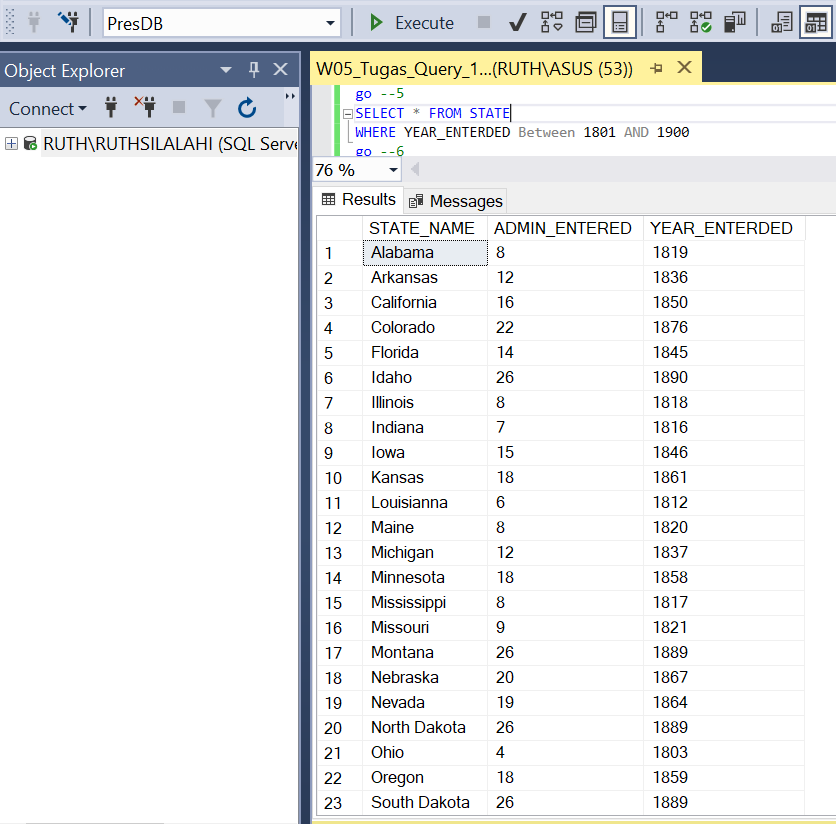 PresDB Execute
Object Explorer
W05_Tugas_Query_1...(RUTH\ASUS (53))
Connect
RUTH\RUTHSILALAHI (SQL Serve
go --5
SELECT * FROM STATE
WHERE YEAR_ENTERDED Between 1801 AND 1900
go --6
76 %
Results Messages
STATE_NAME ADMIN_ENTERED YEAR_ENTERDED
1 Alabama 8 1819
2 Arkansas 12 1836
3 California 16 1850
4 Colorado 22 1876
5 Florida 14 1845
6 Idaho 26 1890
7 Illinois 8 1818
8 Indiana 7 1816
9 Iowa 15 1846
10 Kansas 18 1861
11 Louisianna 6 1812
12 Maine 8 1820
13 Michigan 12 1837
14 Minnesota 18 1858
15 Mississippi 8 1817
16 Missouri 9 1821
17 Montana 26 1889
18 Nebraska 20 1867
19 Nevada 19 1864
20 North Dakota 26 1889
21 Ohio 4 1803
22 Oregon 18 1859
23 South Dakota 26 1889